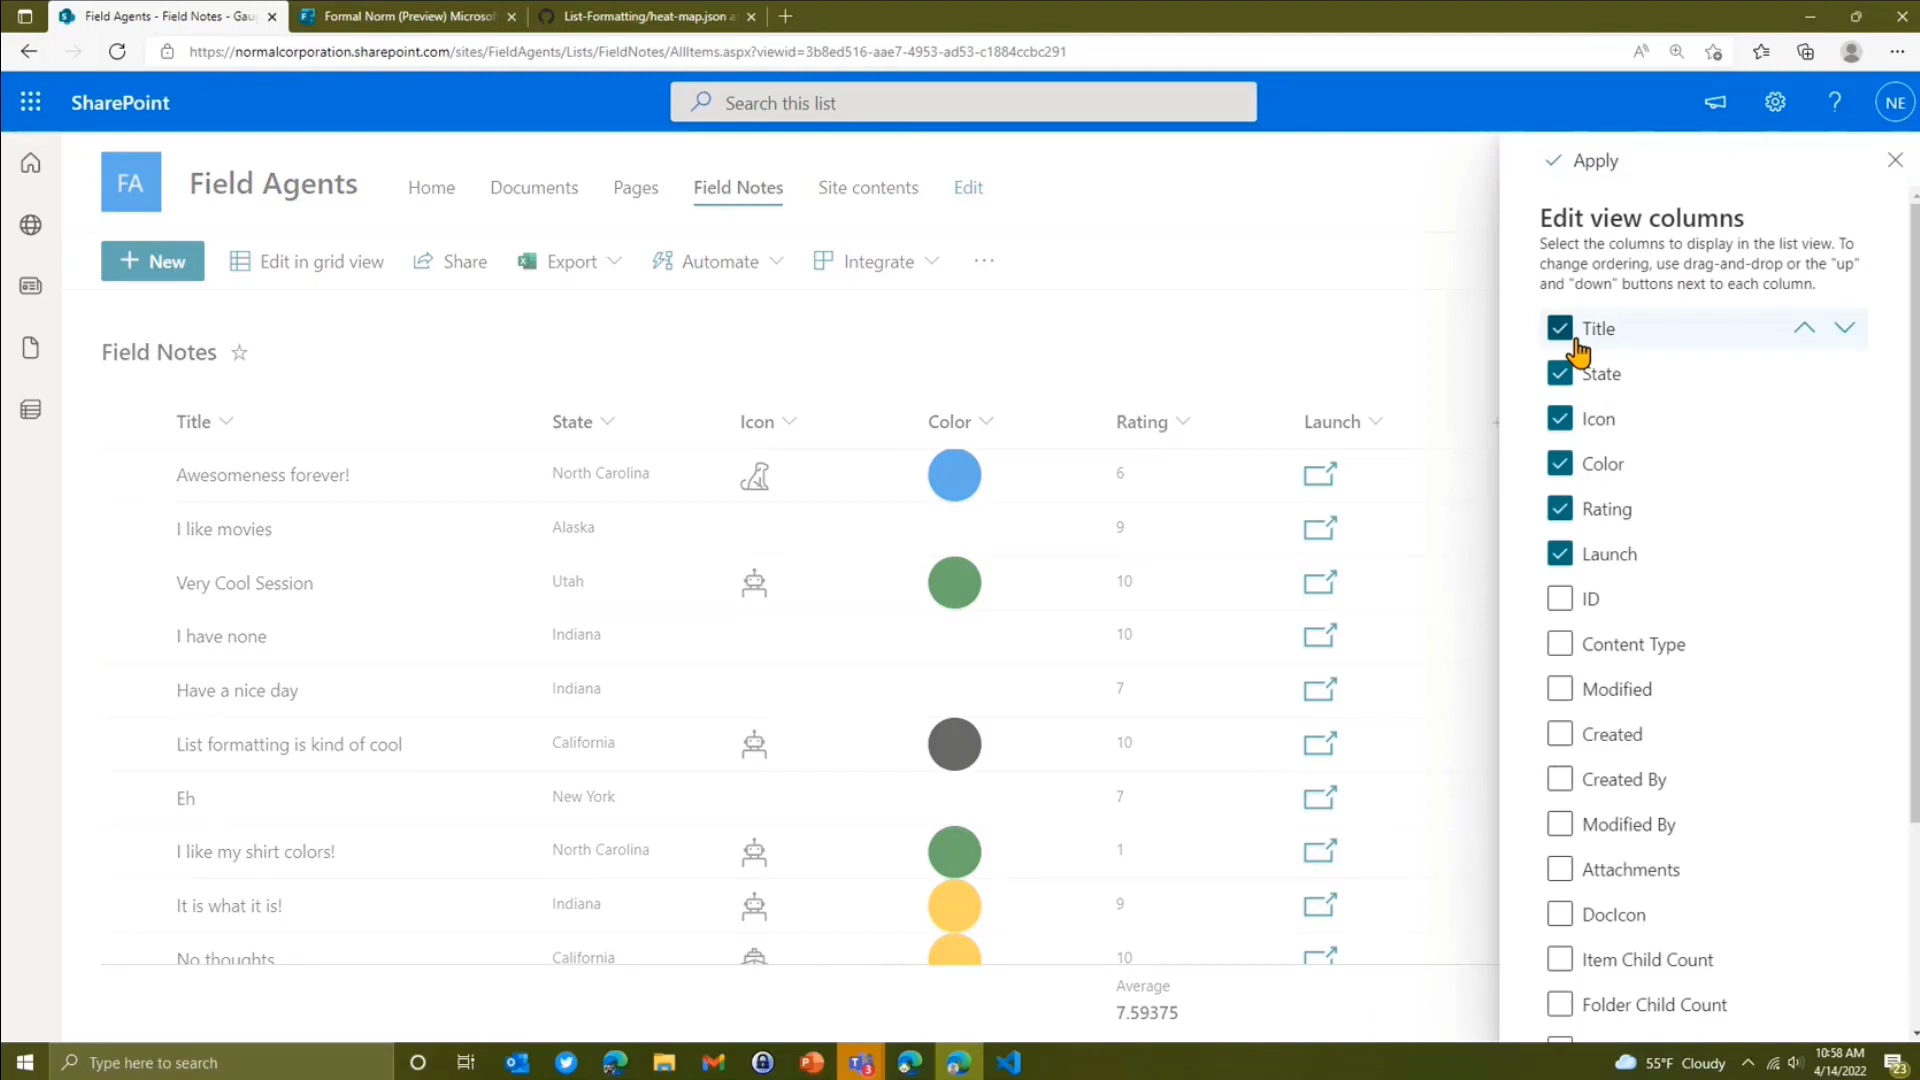 Field Agents - Field Notes - Gau
Formal Norm (Preview) Microsof
List-Formatting/heat-map.json a
https://normalcorporation.sharepoint.com/sites/FieldAgents/Lists/FieldNotes/AllItems.aspx?viewid=3b8ed516-aae7-4953-ad53-c1884ccbc291
SharePoint
Search this list
NE
FA
Field Agents
Home
Documents
Pages
Field Notes
Site contents
Edit
New
Edit in grid view
Share
Export
Automate
Integrate
Field Notes
Title State Icon Color Rating Launch
Awesomeness forever! North Carolina 6
I like movies Alaska 9
Very Cool Session Utah 10
I have none Indiana 10
Have a nice day Indiana 7
List formatting is kind of cool California 10
Eh New York 7
I like my shirt colors! North Carolina 1
It is what it is! Indiana 9
No thoughts California 10
Average
7.59375
Apply
Edit view columns
Select the columns to display in the list view. To
change ordering, use drag-and-drop or the "up"
and "down" buttons next to each column.
Title
State
Icon
Color
Rating
Launch
ID
Content Type
Modified
Created
Created By
Modified By
Attachments
DocIcon
Item Child Count
Folder Child Count
Type here to search
3
55°F Cloudy
10:58 AM
4/14/2022
23